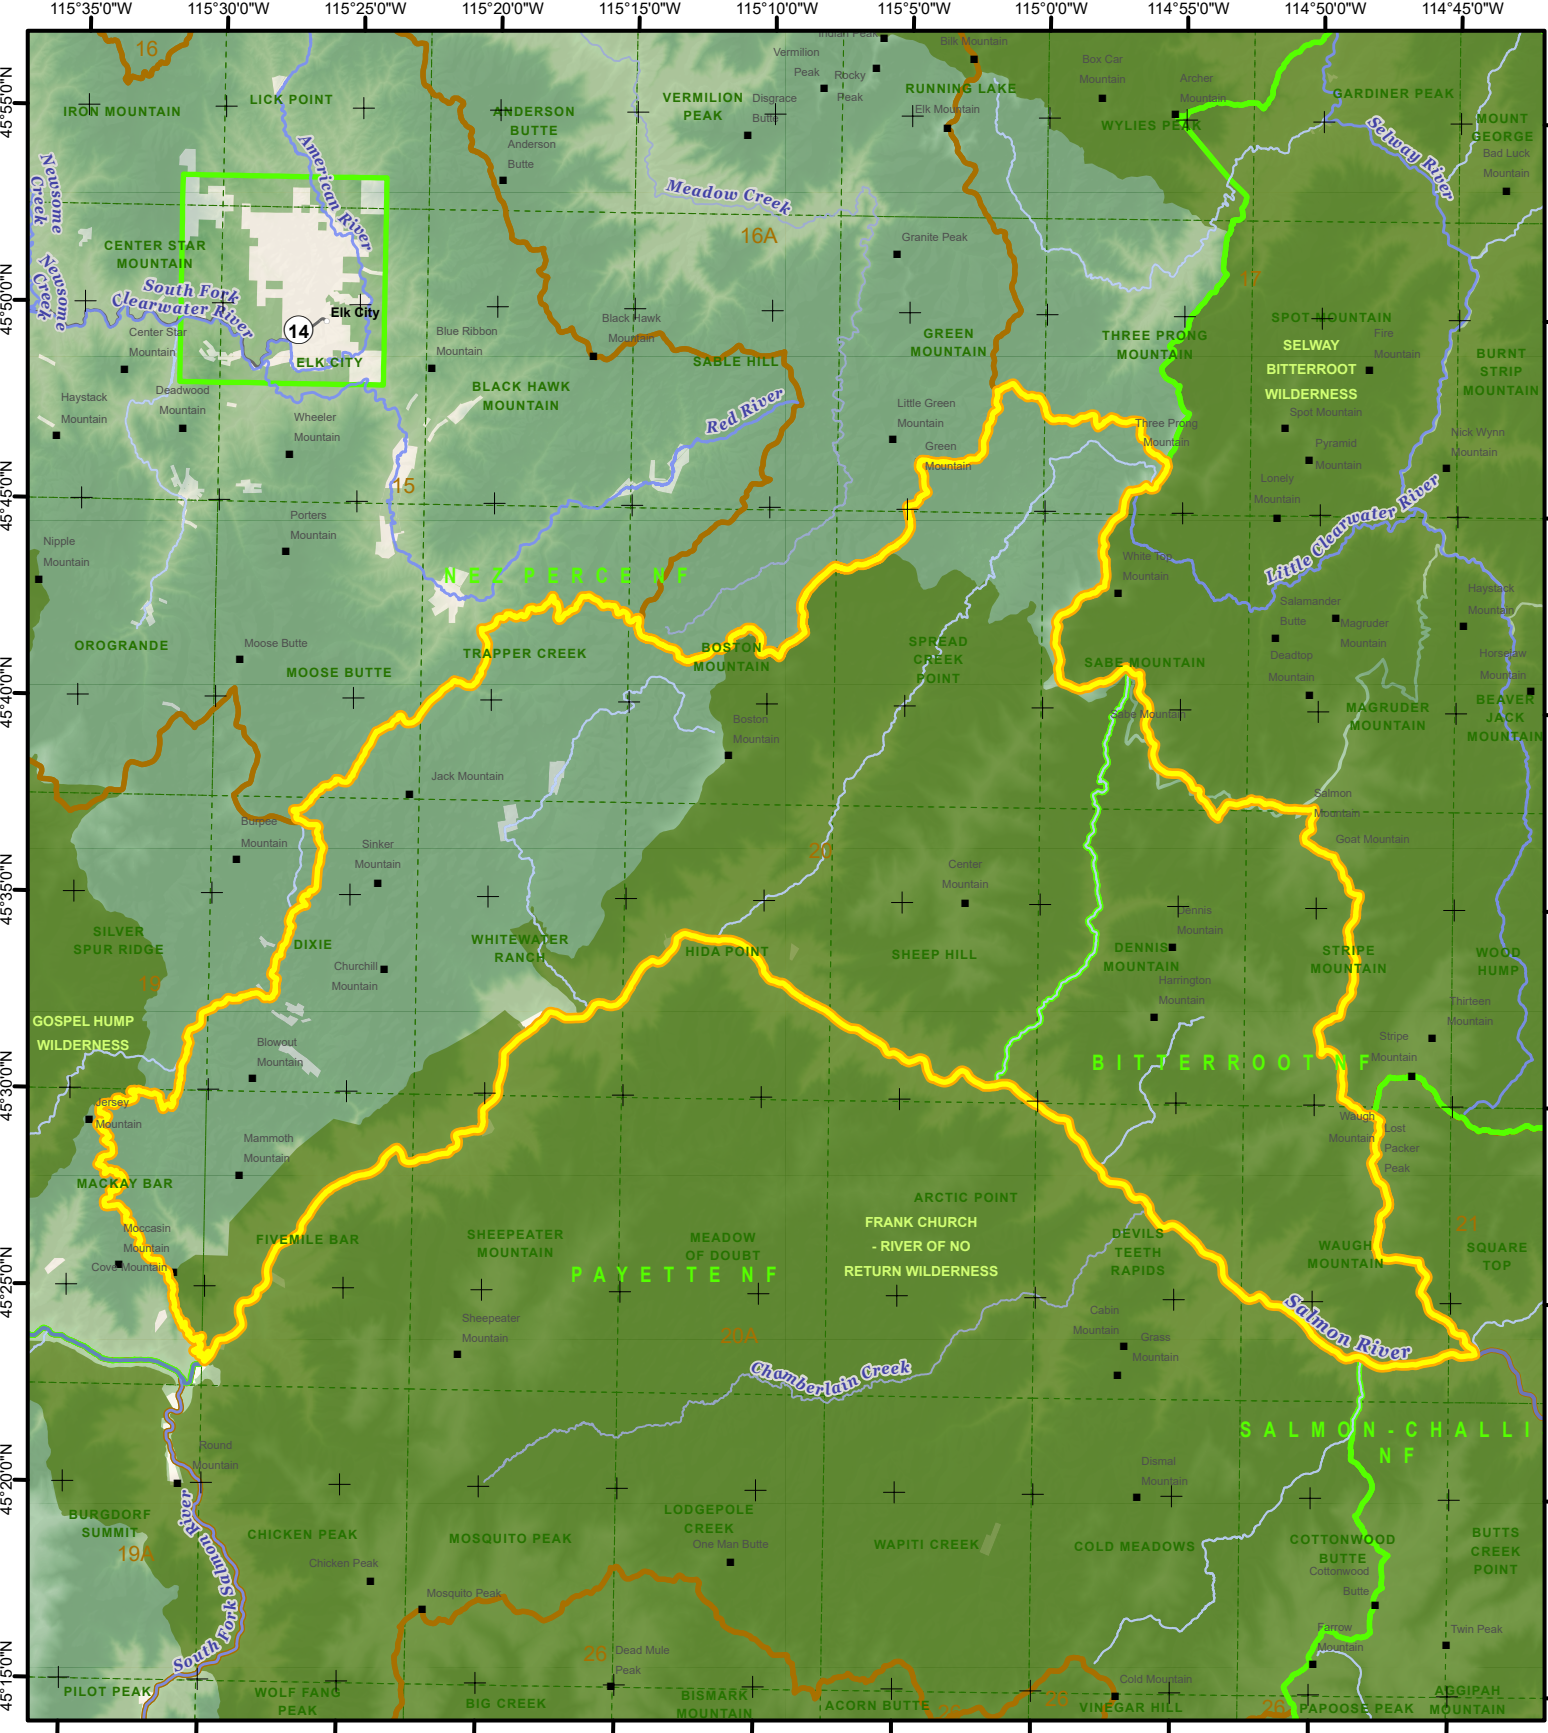 115°35'0"W
115°30'0"W
115°25'0"W
115°20'0"W
115°15'0"W
115°10'0"W
115°5'0"W
115°0'0"W
114°55'0"W
114°50'0"W
114°45'0"W
45°55'0"N
45°50'0"N
45°45'0"N
45°40'0"N
45°35'0"N
45°30'0"N
45°25'0"N
45°20'0"N
45°15'0"N
16
IRON MOUNTAIN
LICK POINT
ANDERSON
BUTTE
Anderson
Butte
VERMILION
PEAK
Vermilion
Peak
Indian Peak
Rocky
Peak
Disgrace
Butte
Bilk Mountain
RUNNING LAKE
Elk Mountain
Box Car
Mountain
Archer
Mountain
WYLIES PEAK
GARDINER PEAK
MOUNT
GEORGE
Bad Luck
Mountain
Selway River
Newsome
Creek
American River
Meadow Creek
16A
Granite Peak
CENTER STAR
MOUNTAIN
Newsome
Creek
South Fork
Clearwater River
14
Elk City
ELK CITY
Center Star
Mountain
Blue Ribbon
Mountain
Black Hawk
Mountain
SABLE HILL
GREEN
MOUNTAIN
THREE PRONG
MOUNTAIN
17
SPOT MOUNTAIN
SELWAY
BITTERROOT
WILDERNESS
Fire
Mountain
BURNT
STRIP
MOUNTAIN
Haystack
Mountain
Deadwood
Mountain
Wheeler
Mountain
BLACK HAWK
MOUNTAIN
Red River
Little Green
Mountain
Green
Mountain
Three Prong
Mountain
Spot Mountain
Pyramid
Mountain
Nick Wynn
Mountain
Lonely
Mountain
15
Porters
Mountain
Nipple
Mountain
NEZ PERCE NF
White Top
Mountain
Little Clearwater River
Salamander
Butte
Magruder
Mountain
Haystack
Mountain
Deadtop
Mountain
Horsejaw
Mountain
OROGRANDE
Moose Butte
MOOSE BUTTE
TRAPPER CREEK
BOSTON
MOUNTAIN
SPREAD
CREEK
POINT
SABE MOUNTAIN
Sabe Mountain
MAGRUDER
MOUNTAIN
BEAVER
JACK
MOUNTAIN
Boston
Mountain
Jack Mountain
Burpee
Mountain
Sinker
Mountain
20
Center
Mountain
Salmon
Mountain
Goat Mountain
SILVER
SPUR RIDGE
DIXIE
WHITEWATER
RANCH
HIDA POINT
SHEEP HILL
Dennis
Mountain
DENNIS
MOUNTAIN
STRIPE
MOUNTAIN
WOOD
HUMP
19
Churchill
Mountain
Harrington
Mountain
Thirteen
Mountain
GOSPEL HUMP
WILDERNESS
Blowout
Mountain
BITTERROOT NF
Stripe
Mountain
Jersey
Mountain
Mammoth
Mountain
Waugh
Mountain
Lost
Packer
Peak
MACKAY BAR
Moccasin
Mountain
Cove Mountain
FIVEMILE BAR
SHEEPEATER
MOUNTAIN
MEADOW
OF DOUBT
ARCTIC POINT
FRANK CHURCH
- RIVER OF NO
RETURN WILDERNESS
DEVILS
TEETH
RAPIDS
WAUGH
MOUNTAIN
21
SQUARE
TOP
PAYETTE NF
Sheepeater
Mountain
20A
Cabin
Mountain
Grass
Mountain
Salmon River
Chamberlain Creek
SALMON-CHALLI
NF
Round
Mountain
Dismal
Mountain
BURGDORF
SUMMIT
19A
South Fork Salmon River
CHICKEN PEAK
Chicken Peak
MOSQUITO PEAK
Mosquito Peak
LODGEPOLE
CREEK
One Man Butte
WAPITI CREEK
COLD MEADOWS
COTTONWOOD
BUTTE
Cottonwood
Butte
BUTTS
CREEK
POINT
Farrow
Mountain
Twin Peak
26
Dead Mule
Peak
Cold Mountain
PILOT PEAK
WOLF FANG
PEAK
BIG CREEK
BISMARK
MOUNTAIN
ACORN BUTTE
26
26
VINEGAR HILL
26
PAPOOSE PEAK
AGGIPAH
MOUNTAIN